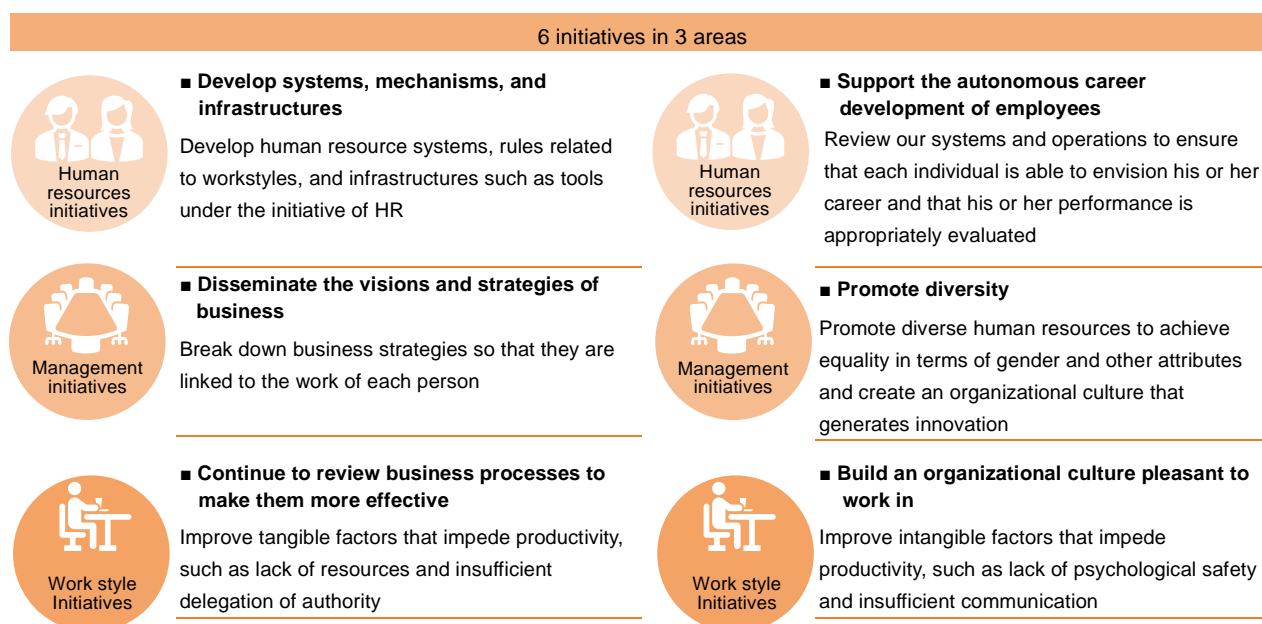 6 initiatives in 3 areas
Human
resources
initiatives
■ Develop systems, mechanisms, and
infrastructures
Develop human resource systems, rules related
to workstyles, and infrastructures such as tools
under the initiative of HR
Human
resources
initiatives
■ Support the autonomous career
development of employees
Review our systems and operations to ensure
that each individual is able to envision his or her
career and that his or her performance is
appropriately evaluated
Management
initiatives
■ Disseminate the visions and strategies of
business
Break down business strategies so that they are
linked to the work of each person
Management
initiatives
■ Promote diversity
Promote diverse human resources to achieve
equality in terms of gender and other attributes
and create an organizational culture that
generates innovation
Work style
Initiatives
■ Continue to review business processes to
make them more effective
Improve tangible factors that impede productivity,
such as lack of resources and insufficient
delegation of authority
Work style
Initiatives
■ Build an organizational culture pleasant to
work in
Improve intangible factors that impede
productivity, such as lack of psychological safety
and insufficient communication